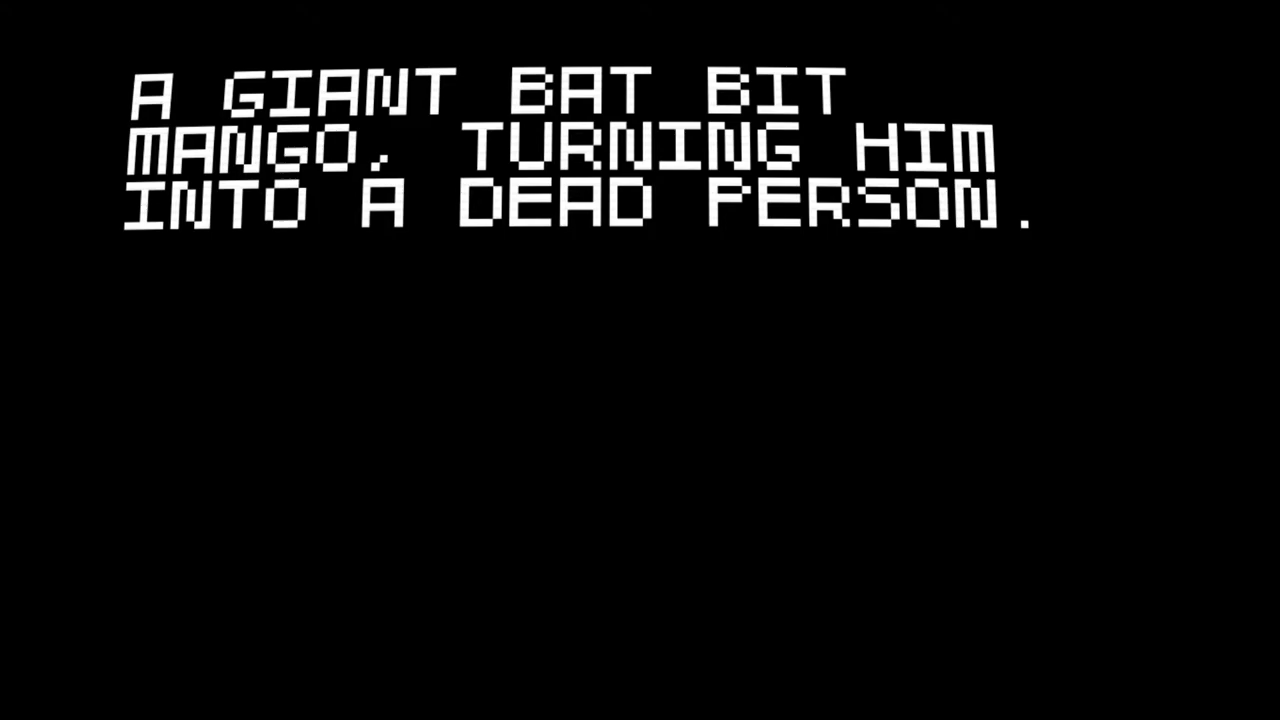 A GIANT BAT BIT
MANGO, TURNING HIM
INTO A DEAD PERSON.